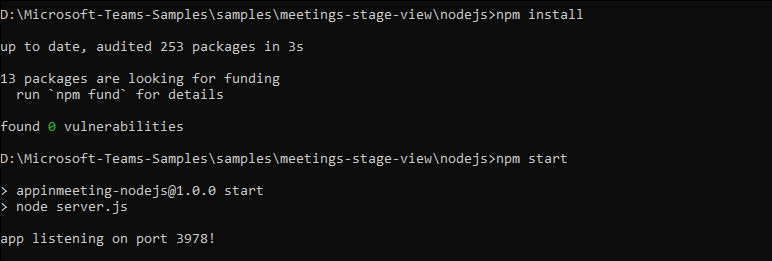 D:\Microsoft-Teams-Samples\samples\meetings-stage-view\nodejs>npm install
up to date, audited 253 packages in 3s
13 packages are looking for funding
run `npm fund` for details
found 0 vulnerabilities
D:\Microsoft-Teams-Samples\samples\meetings-stage-view\nodejs>npm start
> appinmeeting-nodejs@1.0.0 start
> node server.js
app listening on port 3978!